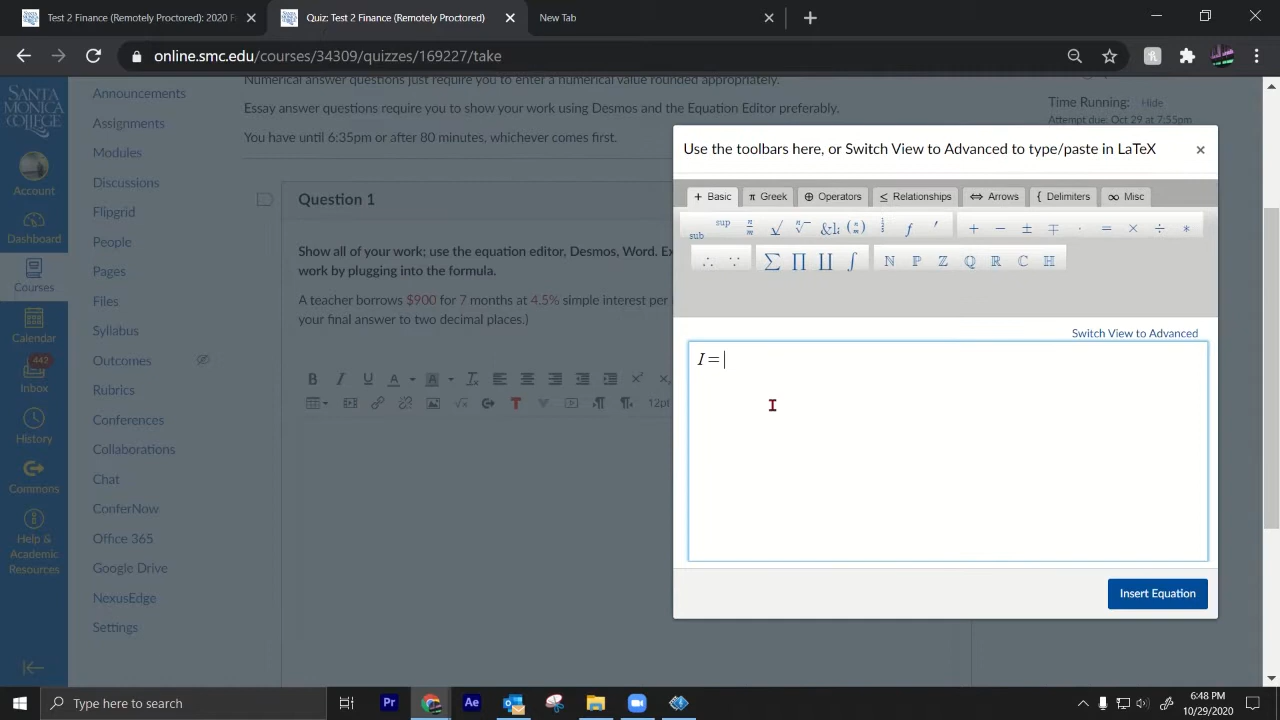 Test 2 Finance (Remotely Proctored): 2020 F
Quiz: Test 2 Finance (Remotely Proctored)
New Tab
online.smc.edu/courses/34309/quizzes/169227/take
SANTA MONICA COLLEGE
Account
Dashboard
Courses
Calendar
442
Inbox
History
Commons
Help & Academic Resources
Announcements
Assignments
Modules
Discussions
Flipgrid
People
Pages
Files
Syllabus
Outcomes
Rubrics
Conferences
Collaborations
Chat
ConferNow
Office 365
Google Drive
NexusEdge
Settings
Numerical answer questions just require you to enter a numerical value rounded appropriately.
Essay answer questions require you to show your work using Desmos and the Equation Editor preferably.
You have until 6:35pm or after 80 minutes, whichever comes first.
Time Running: Hide
Attempt due: Oct 29 at 7:55pm
Question 1
Show all of your work; use the equation editor, Desmos, Word. Ex
work by plugging into the formula.
A teacher borrows $900 for 7 months at 4.5% simple interest per
your final answer to two decimal places.)
B I U A A
12pt
Use the toolbars here, or Switch View to Advanced to type/paste in LaTeX ×
+ Basic π Greek ⊕ Operators ≤ Relationships ⇔ Arrows { Delimiters ∞ Misc
sub sup n/m √ n√ &]; (n m) ƒ ′ + − ± ∓ · = × ÷ *
∴ ∵ ∑ ∏ ∐ ∫ ℕ ℙ ℤ ℚ ℝ ℂ ℍ
Switch View to Advanced
I =
Insert Equation
Type here to search
Pr
Ae
6:48 PM
10/29/2020